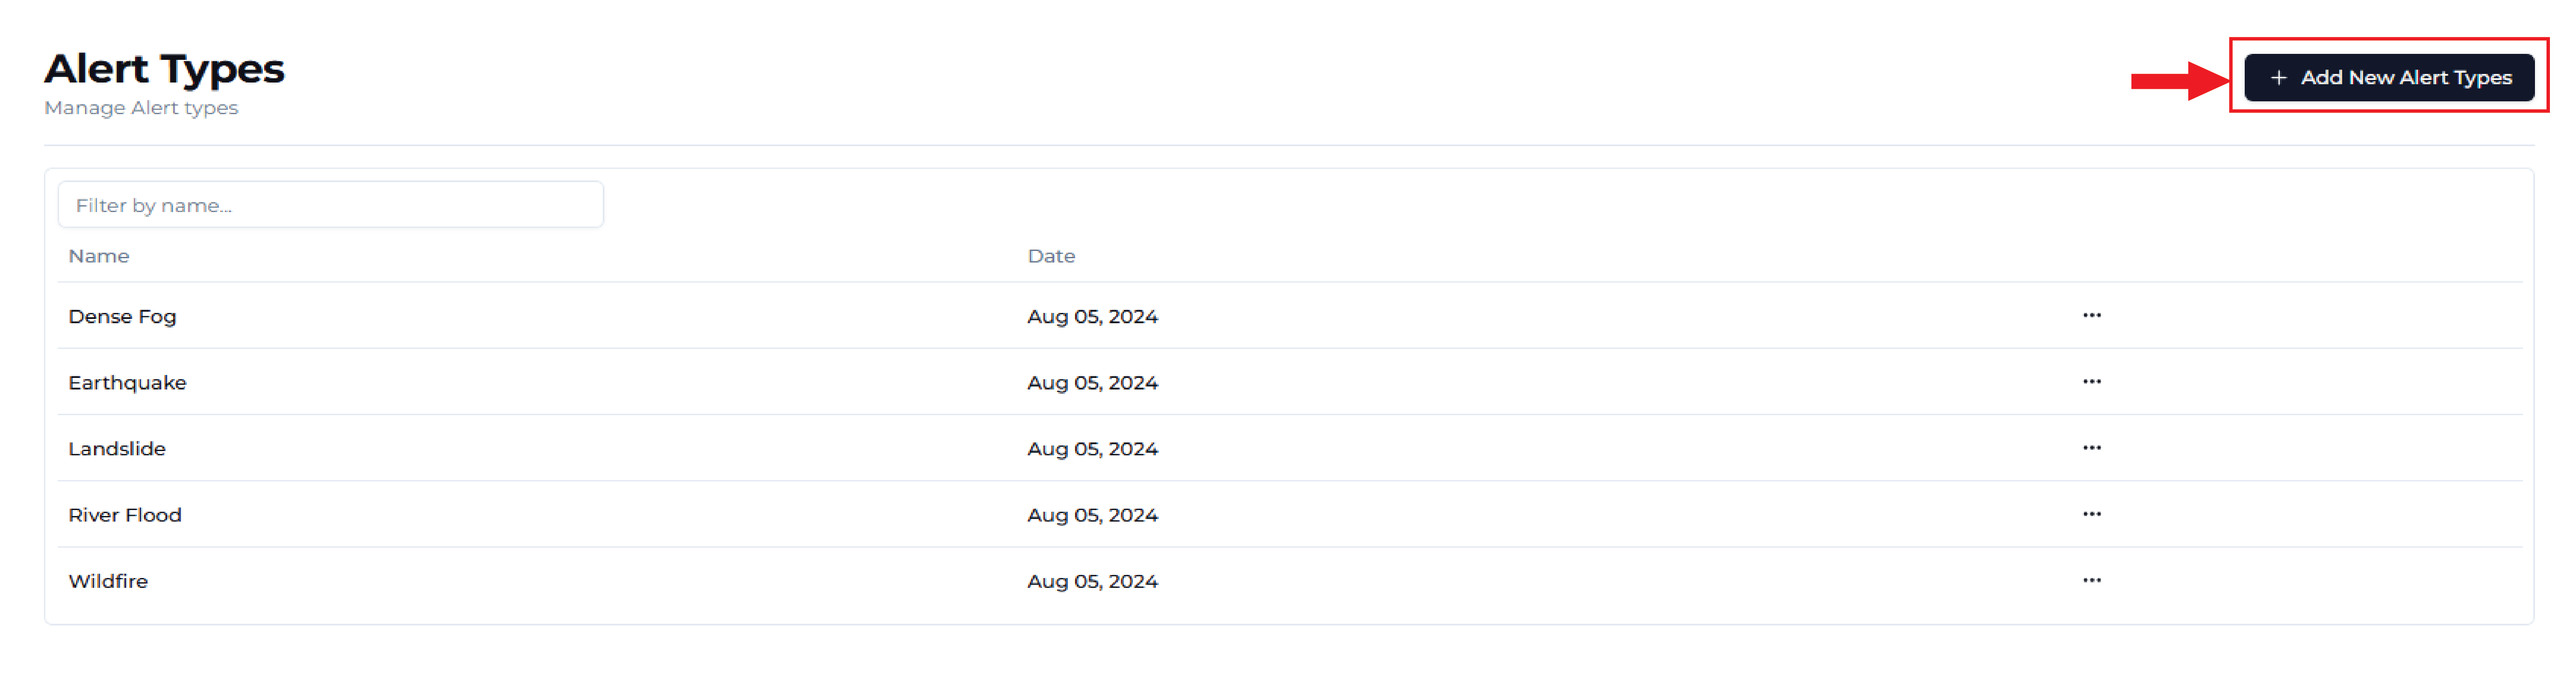 Alert Types
Manage Alert types
+ Add New Alert Types
Filter by name...
Name Date
Dense Fog Aug 05, 2024 ...
Earthquake Aug 05, 2024 ...
Landslide Aug 05, 2024 ...
River Flood Aug 05, 2024 ...
Wildfire Aug 05, 2024 ...